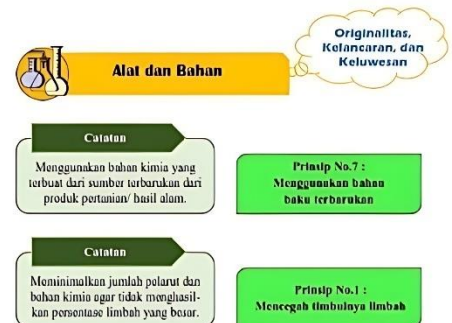 Originalitas,
Kelancaran, dan
Keluwesan
Alat dan Bahan
Catatan
Menggunakan bahan kimia yang
terbuat dari sumber terbarukan dari
produk pertanian/ hasil alam.
Prinsip No.7 :
Menggunakan bahan
baku terbarukan
Catatan
Meminimalkan jumlah pelarut dan
bahan kimia agar tidak menghasil-
kan persentase limbah yang besar.
Prinsip No.1 :
Mencegah timbulnya limbah